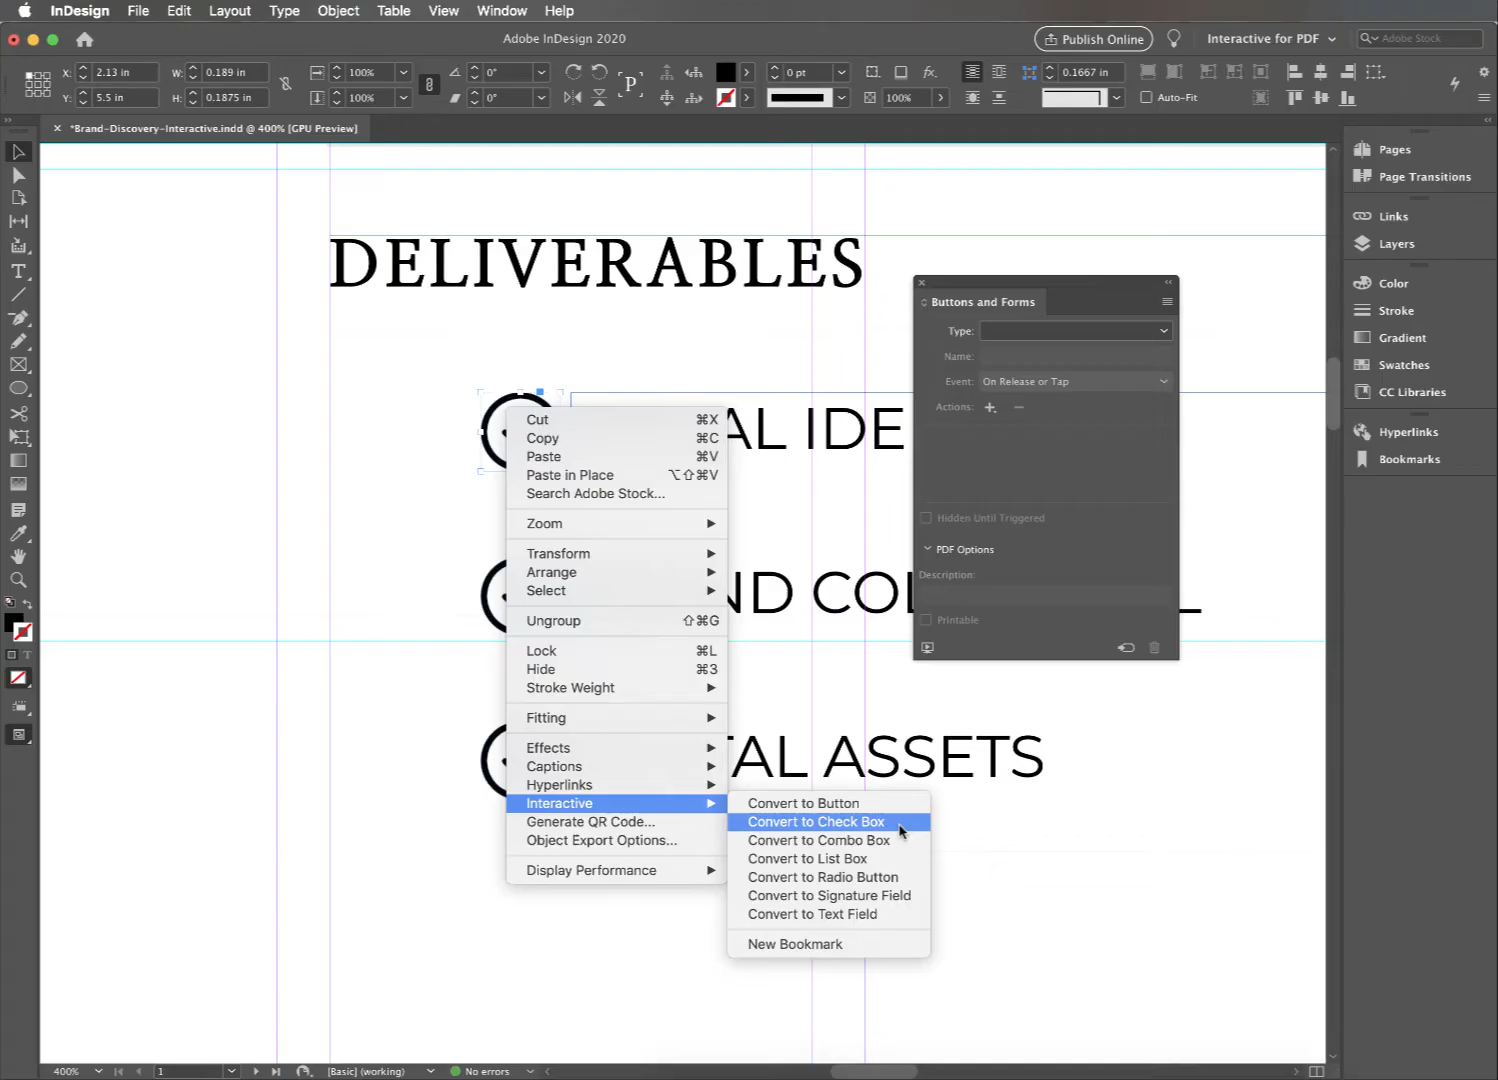 InDesign File Edit Layout Type Object Table View Window Help
Adobe InDesign 2020
Publish Online
Interactive for PDF
Adobe Stock
X: 2.13 in W: 0.189 in 100% 0° 0 pt 0.1667 in
Y: 5.5 in H: 0.1875 in 100% 0° P fx. 100% Auto-Fit
× *Brand-Discovery-Interactive.indd @ 400% [GPU Preview]
DELIVERABLES
AL IDE
ND COL L
TAL ASSETS
Cut ⌘X
Copy ⌘C
Paste ⌘V
Paste in Place ⌥⇧⌘V
Search Adobe Stock...
Zoom
Transform
Arrange
Select
Ungroup ⇧⌘G
Lock ⌘L
Hide ⌘3
Stroke Weight
Fitting
Effects
Captions
Hyperlinks
Interactive
Generate QR Code...
Object Export Options...
Display Performance
Convert to Button
Convert to Check Box
Convert to Combo Box
Convert to List Box
Convert to Radio Button
Convert to Signature Field
Convert to Text Field
New Bookmark
Buttons and Forms
Type:
Name:
Event: On Release or Tap
Actions:
Hidden Until Triggered
PDF Options
Description:
Printable
Pages
Page Transitions
Links
Layers
Color
Stroke
Gradient
Swatches
CC Libraries
Hyperlinks
Bookmarks
400% 1 [Basic] (working) No errors